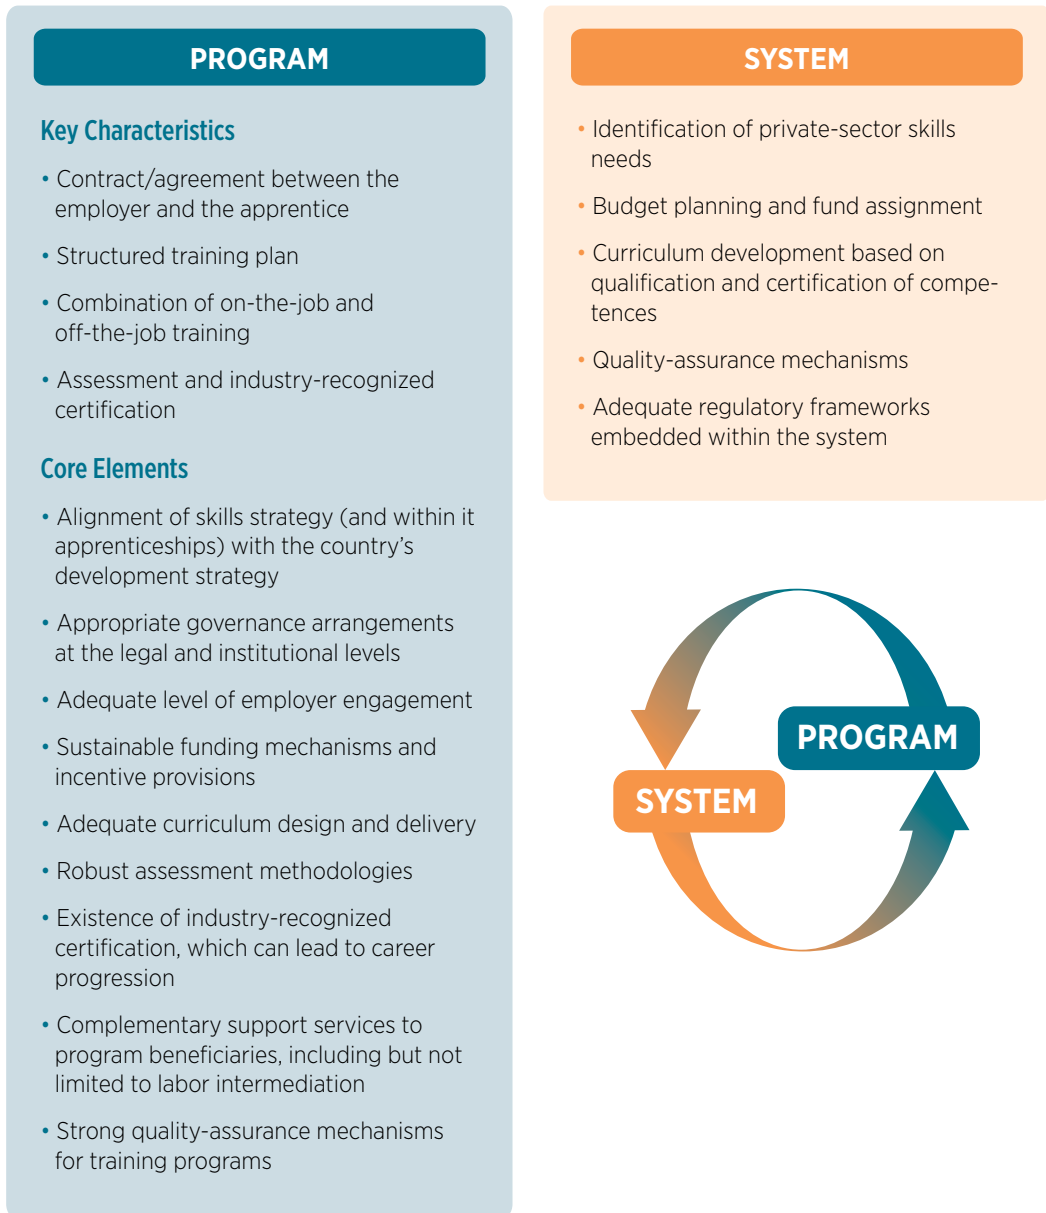 PROGRAM
Key Characteristics
• Contract/agreement between the
employer and the apprentice
• Structured training plan
• Combination of on-the-job and
off-the-job training
• Assessment and industry-recognized
certification
Core Elements
• Alignment of skills strategy (and within it
apprenticeships) with the country’s
development strategy
• Appropriate governance arrangements
at the legal and institutional levels
• Adequate level of employer engagement
• Sustainable funding mechanisms and
incentive provisions
• Adequate curriculum design and delivery
• Robust assessment methodologies
• Existence of industry-recognized
certification, which can lead to career
progression
• Complementary support services to
program beneficiaries, including but not
limited to labor intermediation
• Strong quality-assurance mechanisms
for training programs
SYSTEM
• Identification of private-sector skills
needs
• Budget planning and fund assignment
• Curriculum development based on
qualification and certification of compe-
tences
• Quality-assurance mechanisms
• Adequate regulatory frameworks
embedded within the system
PROGRAM
SYSTEM